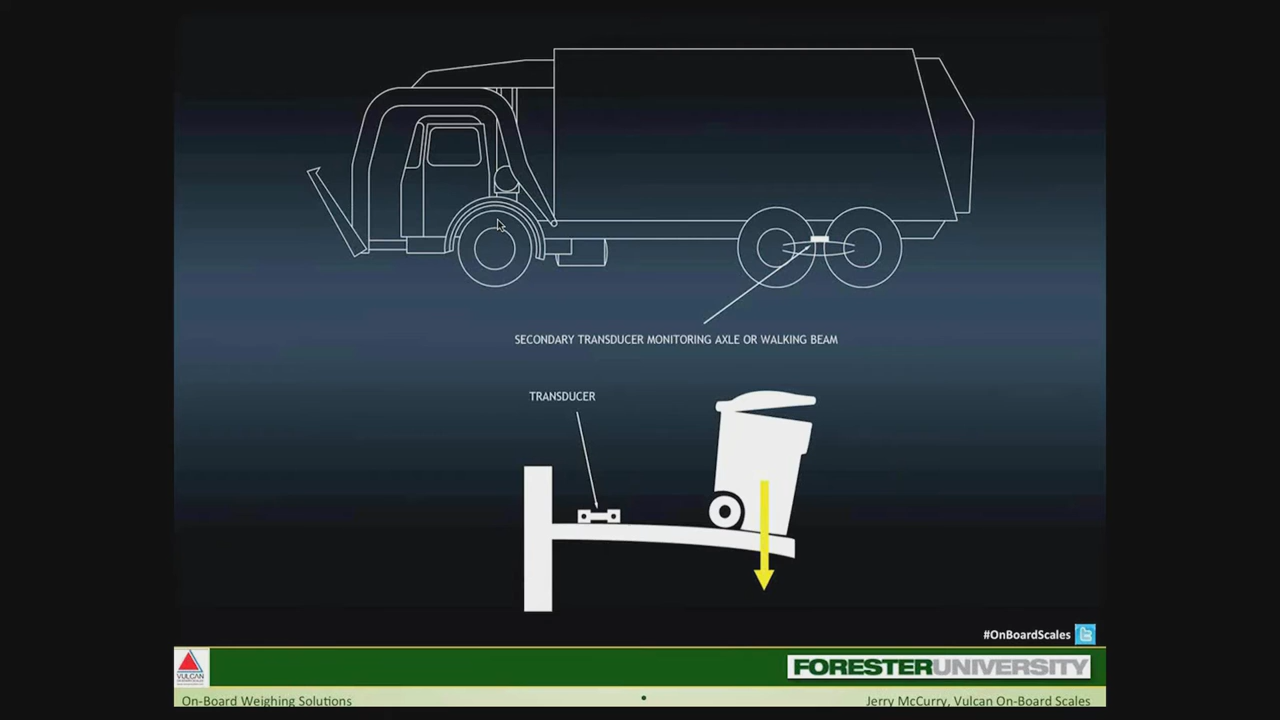 SECONDARY TRANSDUCER MONITORING AXLE OR WALKING BEAM
TRANSDUCER
#OnBoardScales
VULCAN
FORESTERUNIVERSITY
On-Board Weighing Solutions
Jerry McCurry, Vulcan On-Board Scales